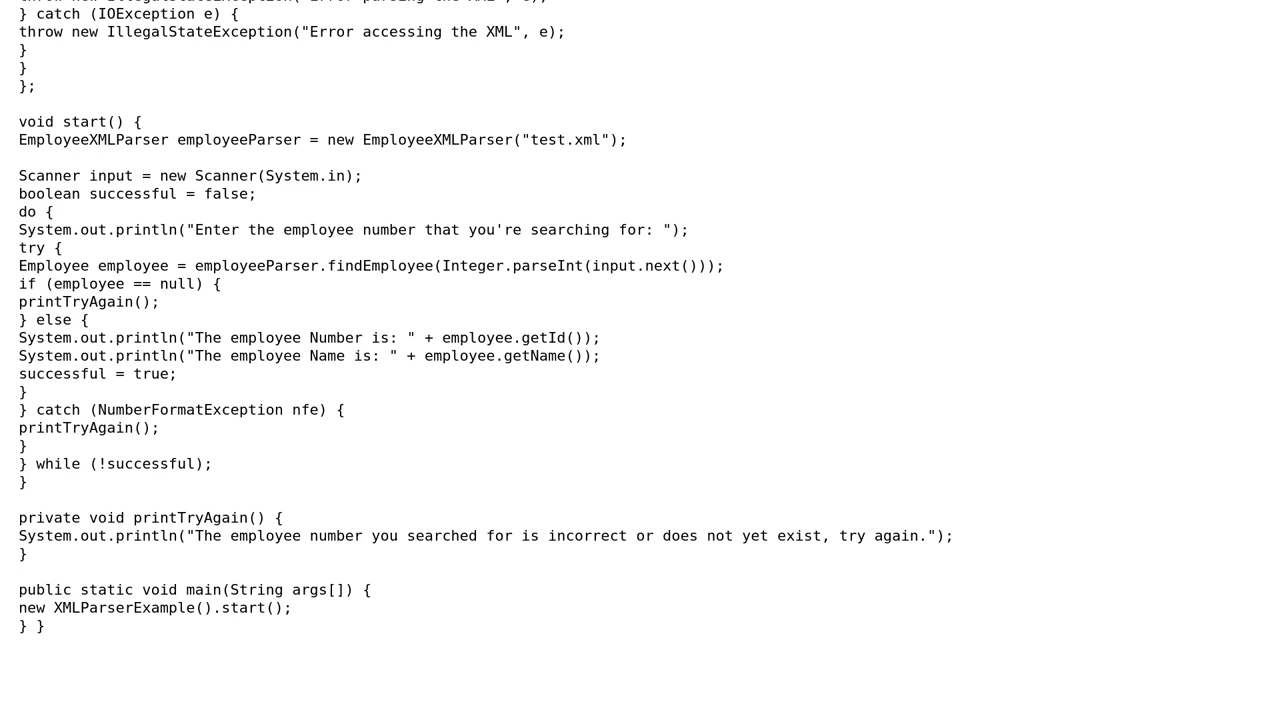 } catch (IOException e) {
throw new IllegalStateException("Error accessing the XML", e);
}
}
};
void start() {
EmployeeXMLParser employeeParser = new EmployeeXMLParser("test.xml");
Scanner input = new Scanner(System.in);
boolean successful = false;
do {
System.out.println("Enter the employee number that you're searching for: ");
try {
Employee employee = employeeParser.findEmployee(Integer.parseInt(input.next()));
if (employee == null) {
printTryAgain();
} else {
System.out.println("The employee Number is: " + employee.getId());
System.out.println("The employee Name is: " + employee.getName());
successful = true;
}
} catch (NumberFormatException nfe) {
printTryAgain();
}
} while (!successful);
}
private void printTryAgain() {
System.out.println("The employee number you searched for is incorrect or does not yet exist, try again.");
}
public static void main(String args[]) {
new XMLParserExample().start();
} }